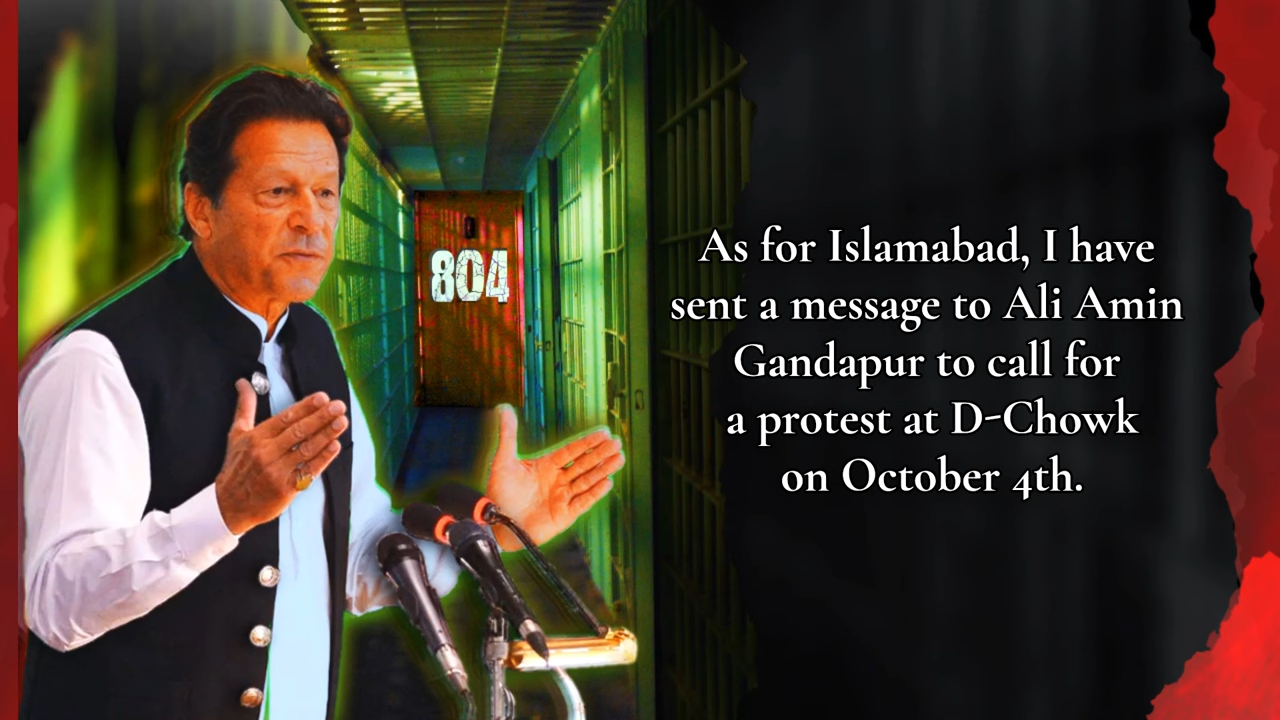 804
As for Islamabad, I have
sent a message to Ali Amin
Gandapur to call for
a protest at D-Chowk
on October 4th.